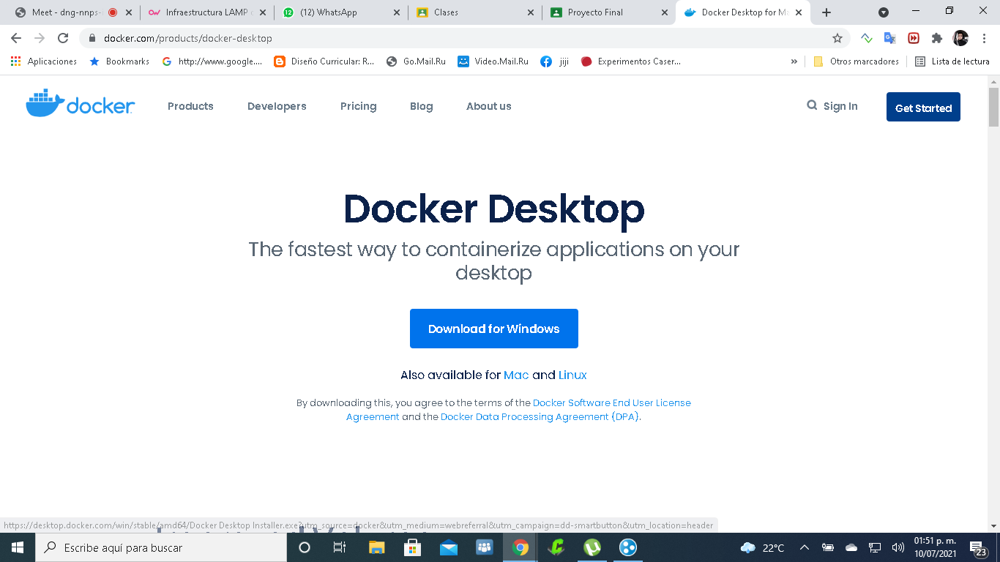 Meet - dng-nnps-
Infraestructura LAMP
(12) WhatsApp
Clases
Proyecto Final
Docker Desktop for Ma
docker.com/products/docker-desktop
Aplicaciones
Bookmarks
http://www.google....
Diseño Curricular: R...
Go.Mail.Ru
Video.Mail.Ru
jiji
Experimentos Caser...
»
Otros marcadores
Lista de lectura
docker
Products
Developers
Pricing
Blog
About us
Sign In
Get Started
Docker Desktop
The fastest way to containerize applications on your
desktop
Download for Windows
Also available for Mac and Linux
By downloading this, you agree to the terms of the Docker Software End User License
Agreement and the Docker Data Processing Agreement (DPA).
https://desktop.docker.com/win/stable/amd64/Docker Desktop Installer.exe?utm_source=docker&utm_medium=webreferral&utm_campaign=dd-smartbutton&utm_location=header
Escribe aquí para buscar
22°C
01:51 p. m.
10/07/2021
23